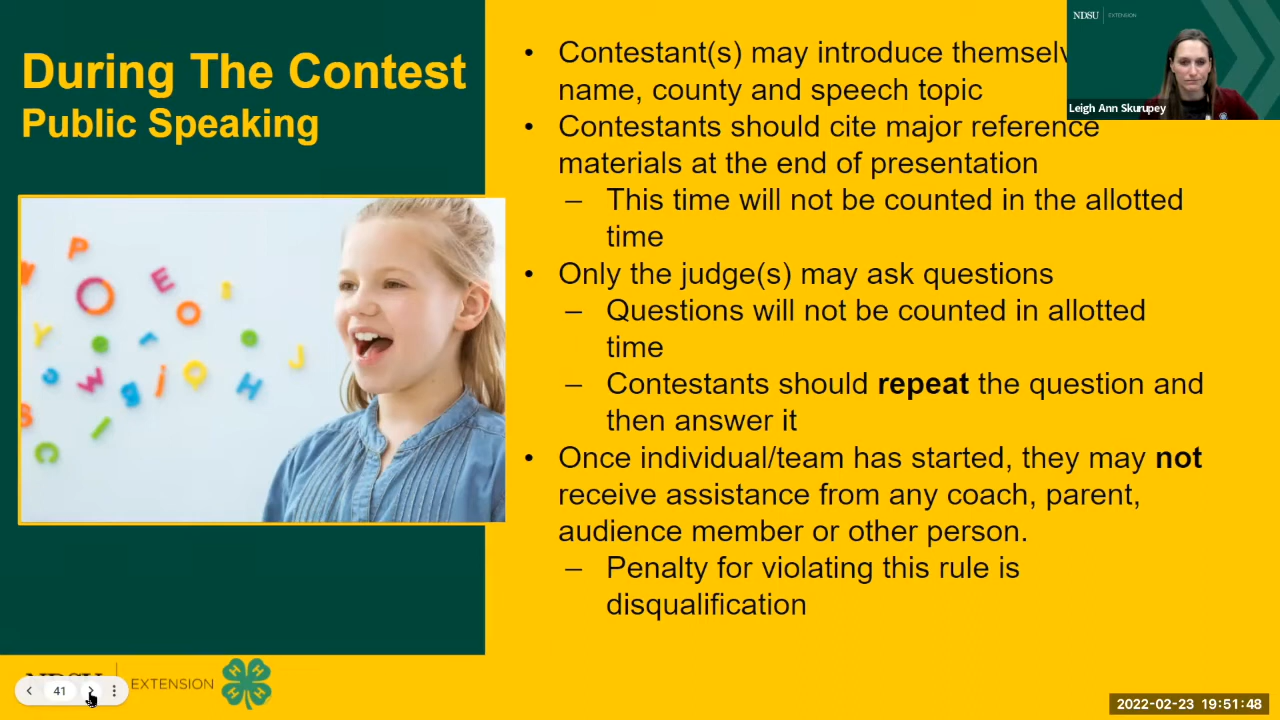 During The Contest
Public Speaking
• Contestant(s) may introduce themselv
name, county and speech topic
• Contestants should cite major reference
materials at the end of presentation
– This time will not be counted in the allotted
time
• Only the judge(s) may ask questions
– Questions will not be counted in allotted
time
– Contestants should repeat the question and
then answer it
• Once individual/team has started, they may not
receive assistance from any coach, parent,
audience member or other person.
– Penalty for violating this rule is
disqualification
NDSU EXTENSION
Leigh Ann Skurupey
P
O E
O
Y
W g j O H J
C
NDSU EXTENSION
H H H H
41
2022-02-23 19:51:48